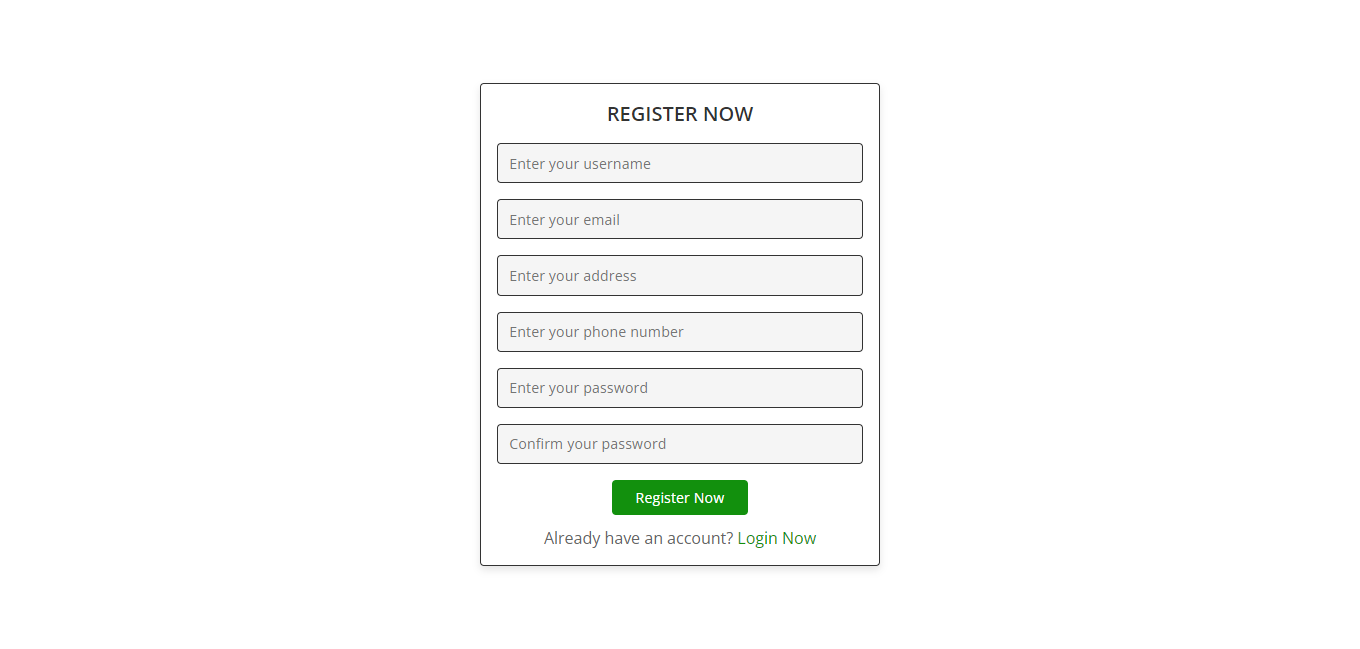 REGISTER NOW
Enter your username
Enter your email
Enter your address
Enter your phone number
Enter your password
Confirm your password
Register Now
Already have an account? Login Now